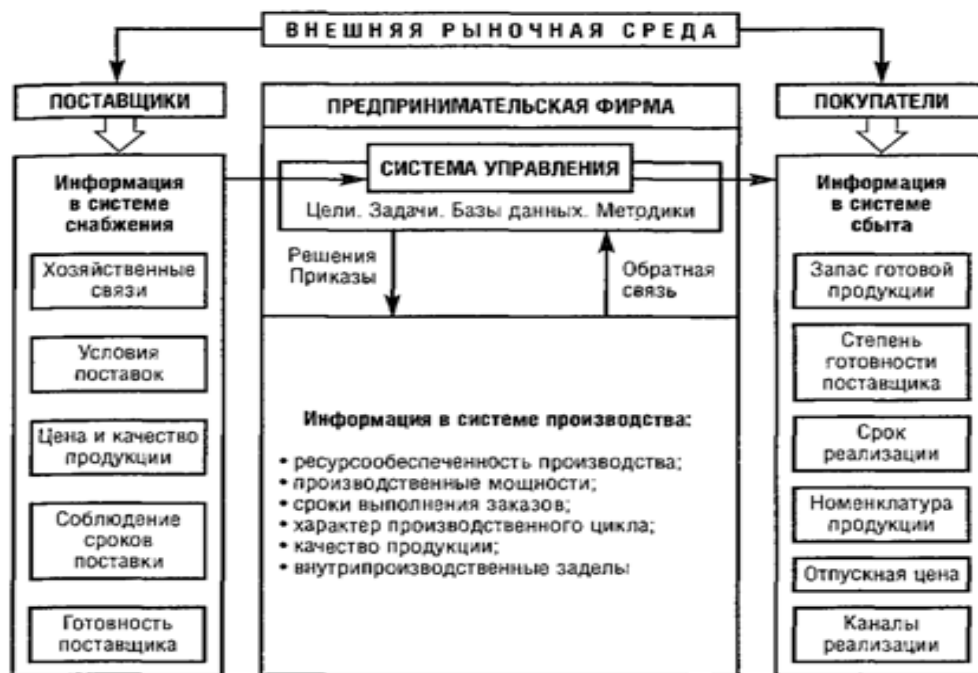 ВНЕШНЯЯ РЫНОЧНАЯ СРЕДА
ПОСТАВЩИКИ
Информация
в системе
снабжения
Хозяйственные
связи
Условия
поставок
Цена и качество
продукции
Соблюдение
сроков
поставки
Готовность
поставщика
ПРЕДПРИНИМАТЕЛЬСКАЯ ФИРМА
СИСТЕМА УПРАВЛЕНИЯ
Цели. Задачи. Базы данных. Методики
Решения
Приказы
Обратная
связь
Информация в системе производства:
• ресурсообеспеченность производства;
• производственные мощности;
• сроки выполнения заказов;
• характер производственного цикла;
• качество продукции;
• внутрипроизводственные заделы
ПОКУПАТЕЛИ
Информация
в системе
сбыта
Запас готовой
продукции
Степень
готовности
поставщика
Срок
реализации
Номенклатура
продукции
Отпускная цена
Каналы
реализации